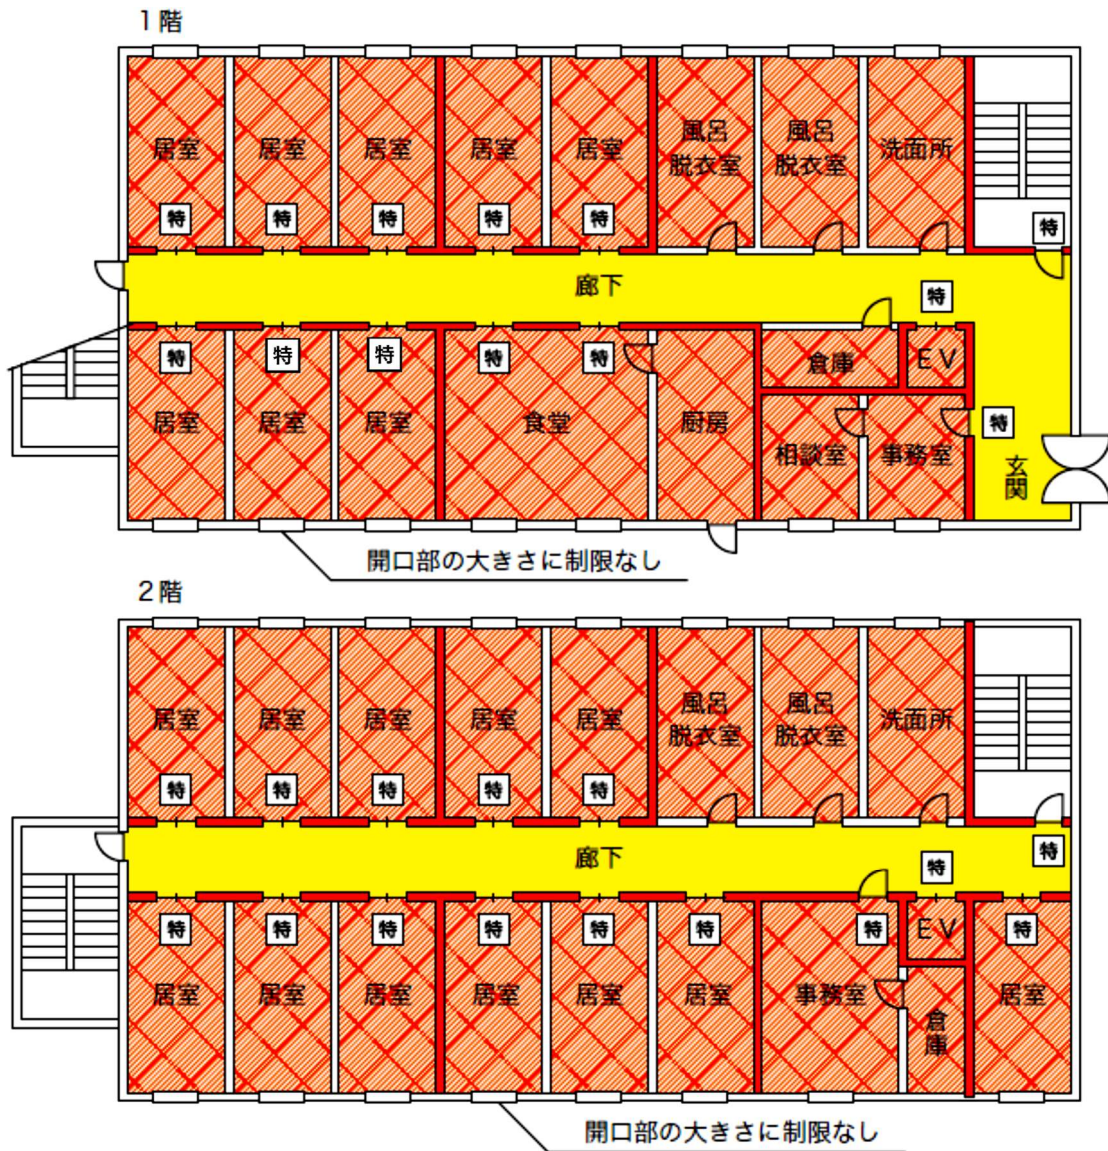 1階
居室 居室 居室 居室 居室 風呂脱衣室 風呂脱衣室 洗面所
特 特 特 特 特 特
廊下
特
特 特 特 特 特
倉庫 EV
居室 居室 居室 食堂 厨房 相談室 事務室
特
玄関
開口部の大きさに制限なし
2階
居室 居室 居室 居室 居室 風呂脱衣室 風呂脱衣室 洗面所
特 特 特 特 特
廊下
特 特
特 特 特 特 特 特 特 EV 特
居室 居室 居室 居室 居室 居室 事務室 倉庫 居室
開口部の大きさに制限なし